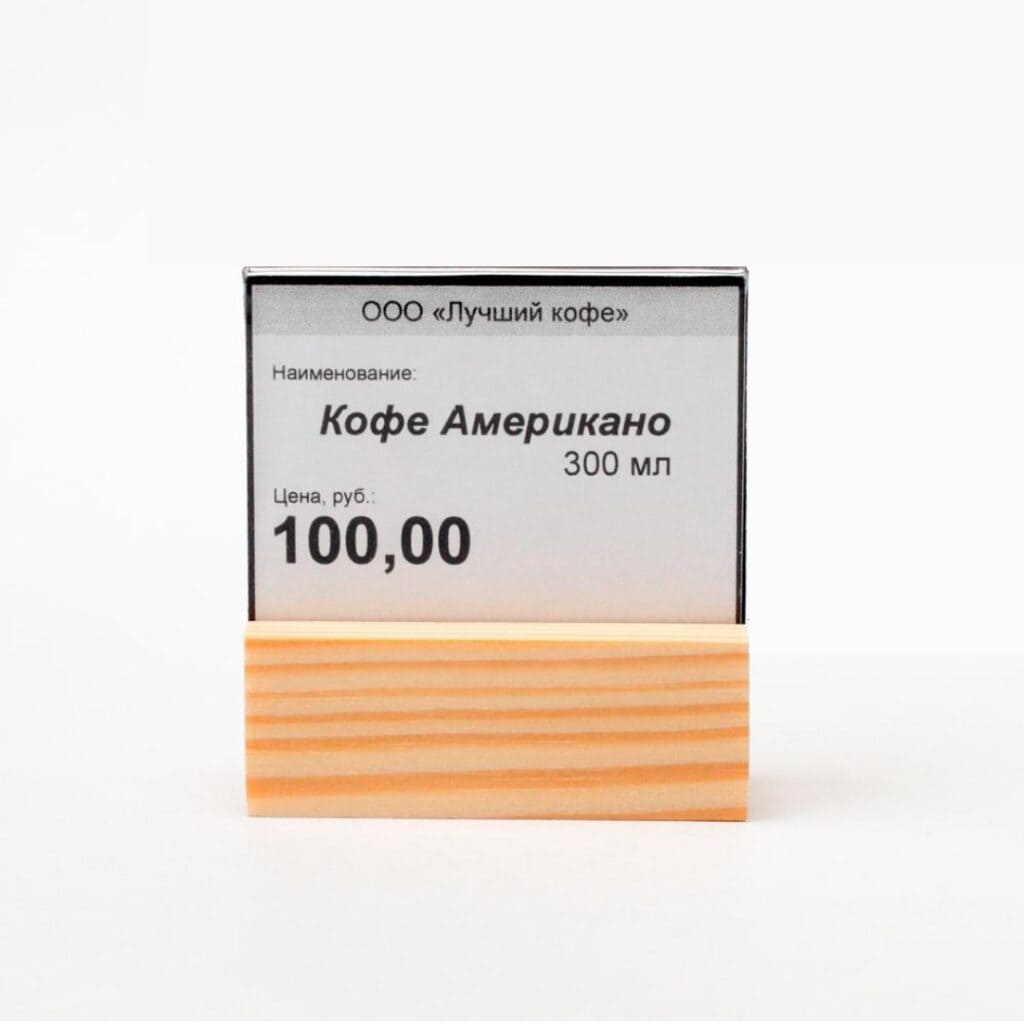 ООО «Лучший кофе»
Наименование:
Кофе Американо
300 мл
Цена, руб.:
100,00